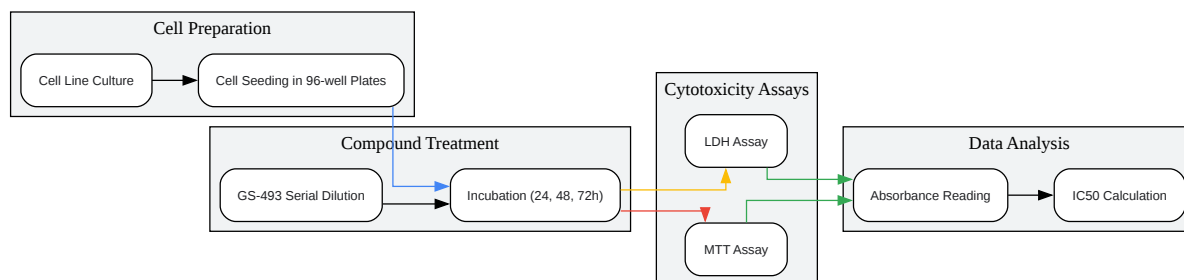 Cell Preparation
Cell Line Culture
Cell Seeding in 96-well Plates
Compound Treatment
GS-493 Serial Dilution
Incubation (24, 48, 72h)
Cytotoxicity Assays
LDH Assay
MTT Assay
Data Analysis
Absorbance Reading
IC50 Calculation